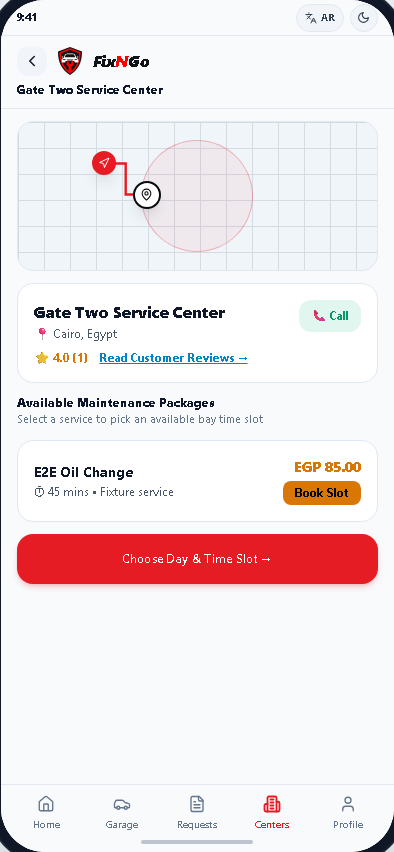 9:41
AR
FixNGo
Gate Two Service Center
Gate Two Service Center
Call
Cairo, Egypt
4.0 (1) Read Customer Reviews →
Available Maintenance Packages
Select a service to pick an available bay time slot
E2E Oil Change
EGP 85.00
45 mins • Fixture service
Book Slot
Choose Day & Time Slot →
Home
Garage
Requests
Centers
Profile